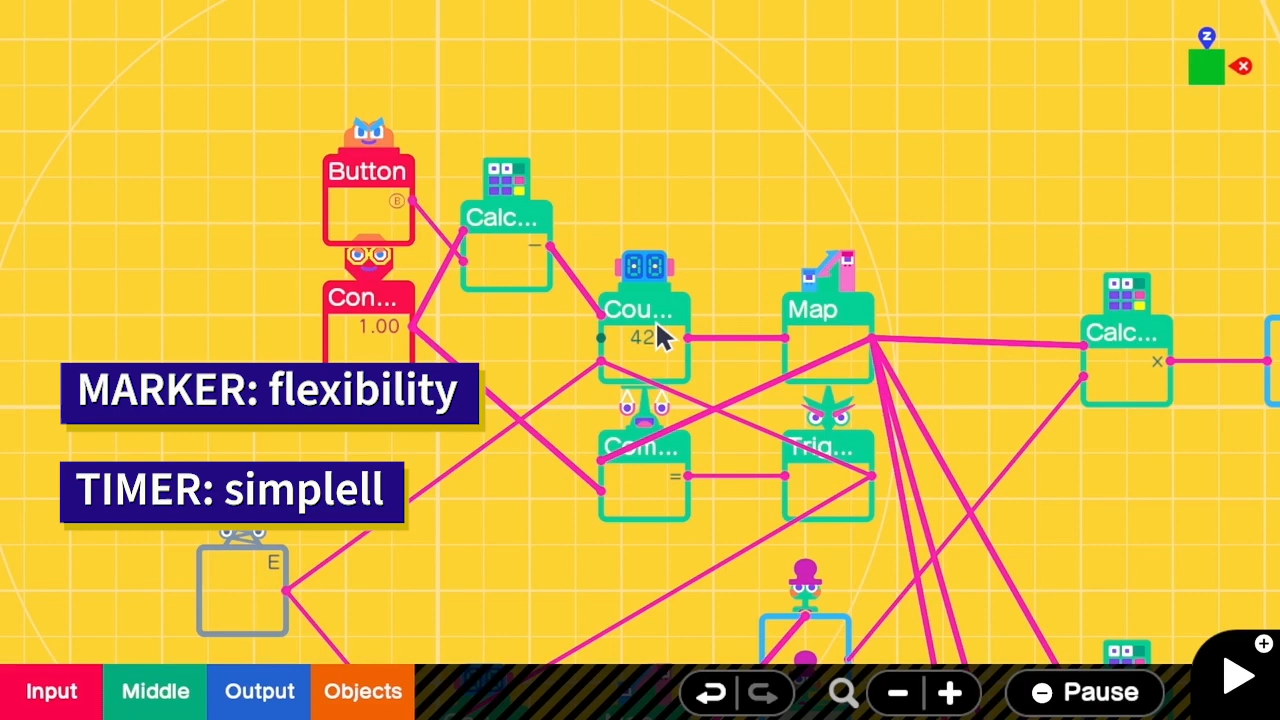 Z
X
Button
B
Calc...
−
Con...
1.00
Cou...
42
Map
Calc...
×
MARKER: flexibility
Com...
=
Trig...
TIMER: simplell
E
Input
Middle
Output
Objects
Pause